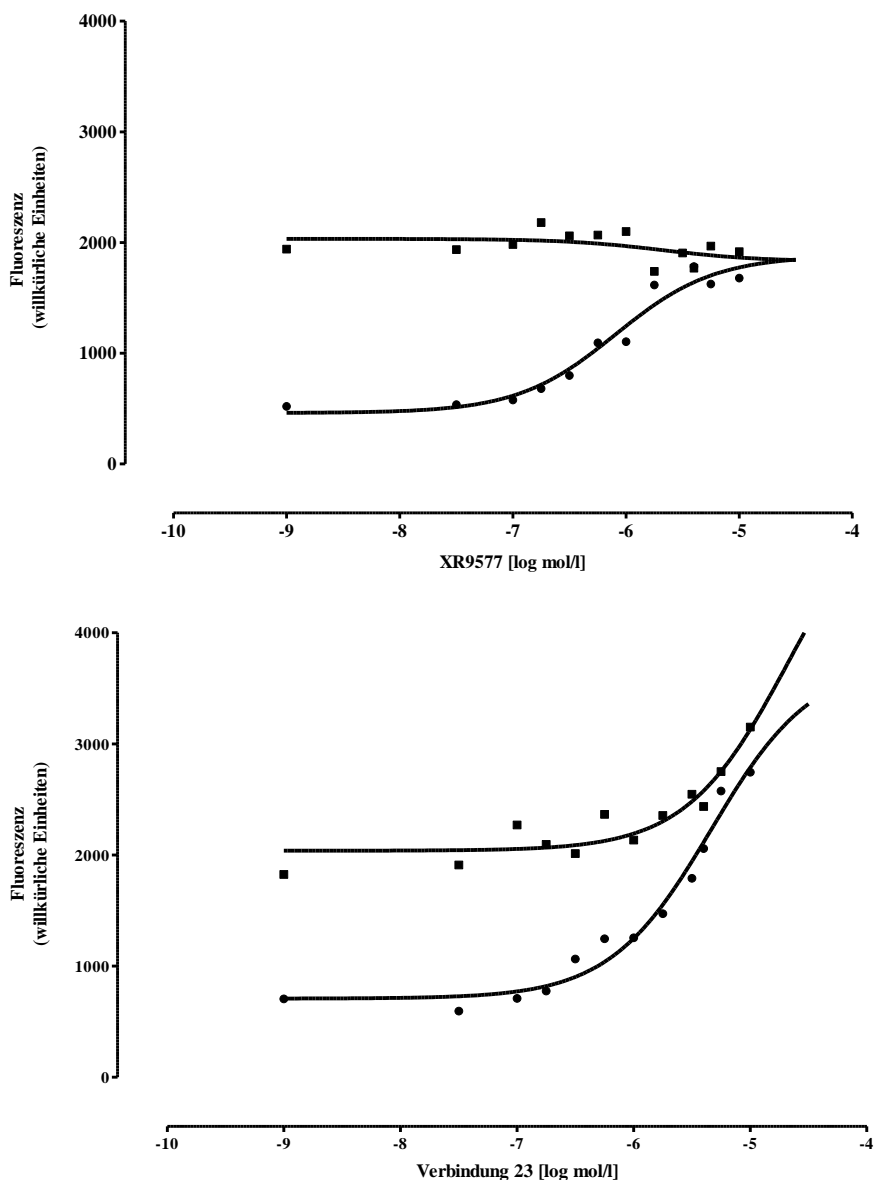 4000
3000
2000
1000
0
Fluoreszenz
(willkürliche Einheiten)
-10 -9 -8 -7 -6 -5 -4
XR9577 [log mol/l]
4000
3000
2000
1000
0
Fluoreszenz
(willkürliche Einheiten)
-10 -9 -8 -7 -6 -5 -4
Verbindung 23 [log mol/l]